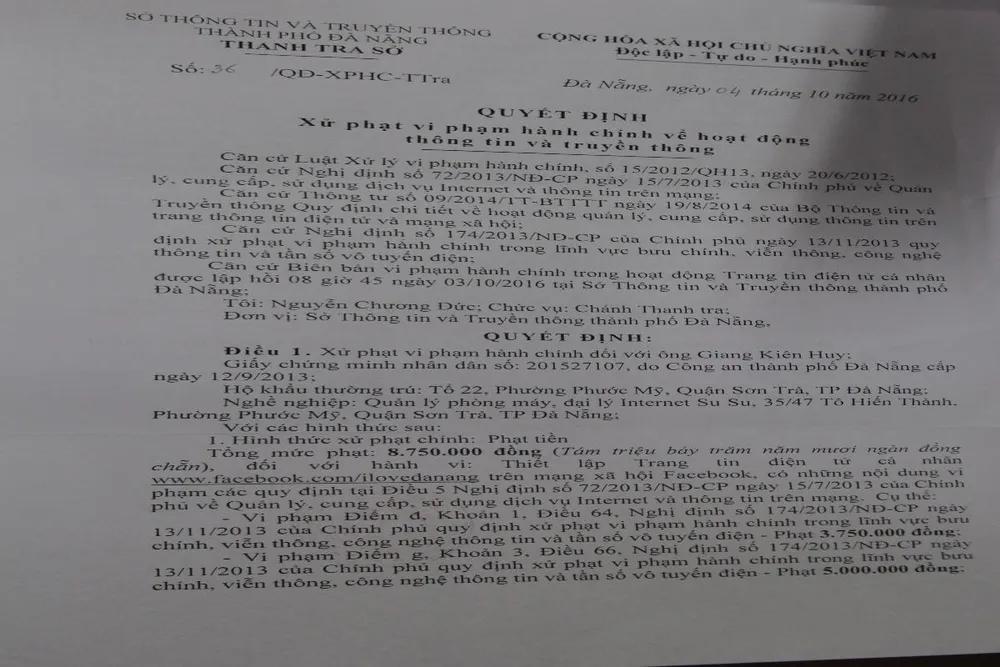 SỞ THÔNG TIN VÀ TRUYỀN THÔNG
THÀNH PHỐ ĐÀ NẴNG
THANH TRA SỞ
CỘNG HÒA XÃ HỘI CHỦ NGHĨA VIỆT NAM
Độc lập - Tự do - Hạnh phúc
Số: 36 /QĐ-XPHC-TTra
Đà Nẵng, ngày 04 tháng 10 năm 2016
QUYẾT ĐỊNH
Xử phạt vi phạm hành chính về hoạt động
thông tin và truyền thông
Căn cứ Luật Xử lý vi phạm hành chính, số 15/2012/QH13, ngày 20/6/2012;
Căn cứ Nghị định số 72/2013/NĐ-CP ngày 15/7/2013 của Chính phủ về Quản
lý, cung cấp, sử dụng dịch vụ Internet và thông tin trên mạng;
Căn cứ Thông tư số 09/2014/TT-BTTTT ngày 19/8/2014 của Bộ Thông tin và
Truyền thông Quy định chi tiết về hoạt động quản lý, cung cấp, sử dụng thông tin trên
trang thông tin điện tử và mạng xã hội;
Căn cứ Nghị định số 174/2013/NĐ-CP của Chính phủ ngày 13/11/2013 quy
định xử phạt vi phạm hành chính trong lĩnh vực bưu chính, viễn thông, công nghệ
thông tin và tần số vô tuyến điện;
Căn cứ Biên bản vi phạm hành chính trong hoạt động Trang tin điện tử cá nhân
được lập hồi 08 giờ 45 ngày 03/10/2016 tại Sở Thông tin và Truyền thông thành phố
Đà Nẵng;
Tôi: Nguyễn Chương Đức; Chức vụ: Chánh Thanh tra;
Đơn vị: Sở Thông tin và Truyền thông thành phố Đà Nẵng,
QUYẾT ĐỊNH:
Điều 1. Xử phạt vi phạm hành chính đối với ông Giang Kiên Huy;
Giấy chứng minh nhân dân số: 201527107, do Công an thành phố Đà Nẵng cấp
ngày 12/9/2013;
Hộ khẩu thường trú: Tổ 22, Phường Phước Mỹ, Quận Sơn Trà, TP Đà Nẵng;
Nghề nghiệp: Quản lý phòng máy, đại lý Internet Su Su, 35/47 Tô Hiến Thành.
Phường Phước Mỹ, Quận Sơn Trà, TP Đà Nẵng;
Với các hình thức sau:
1. Hình thức xử phạt chính: Phạt tiền
Tổng mức phạt: 8.750.000 đồng (Tám triệu bảy trăm năm mươi ngàn đồng
chẵn), đối với hành vi: Thiết lập Trang tin điện tử cá nhân
www.facebook.com/ilovedanang trên mạng xã hội Facebook, có những nội dung vi
phạm các quy định tại Điều 5 Nghị định số 72/2013/NĐ-CP ngày 15/7/2013 của Chính
phủ về Quản lý, cung cấp, sử dụng dịch vụ Internet và thông tin trên mạng. Cụ thể:
- Vi phạm Điểm đ, Khoản 1, Điều 64, Nghị định số 174/2013/NĐ-CP ngày
13/11/2013 của Chính phủ quy định xử phạt vi phạm hành chính trong lĩnh vực bưu
chính, viễn thông, công nghệ thông tin và tần số vô tuyến điện - Phạt 3.750.000 đồng;
- Vi phạm Điểm g, Khoản 3, Điều 66, Nghị định số 174/2013/NĐ-CP ngày
13/11/2013 của Chính phủ quy định xử phạt vi phạm hành chính trong lĩnh vực bưu
chính, viễn thông, công nghệ thông tin và tần số vô tuyến điện - Phạt 5.000.000 đồng;